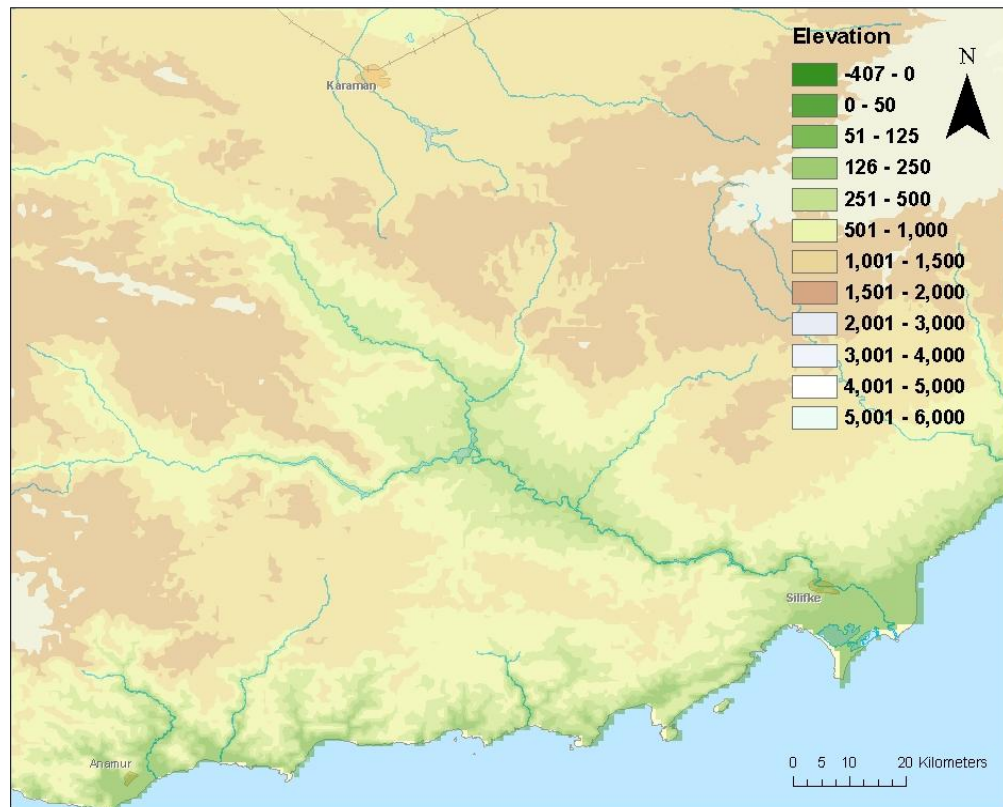 Elevation
-407 - 0
0 - 50
51 - 125
126 - 250
251 - 500
501 - 1,000
1,001 - 1,500
1,501 - 2,000
2,001 - 3,000
3,001 - 4,000
4,001 - 5,000
5,001 - 6,000
N
Karaman
Silifke
Anamur
0 5 10 20 Kilometers